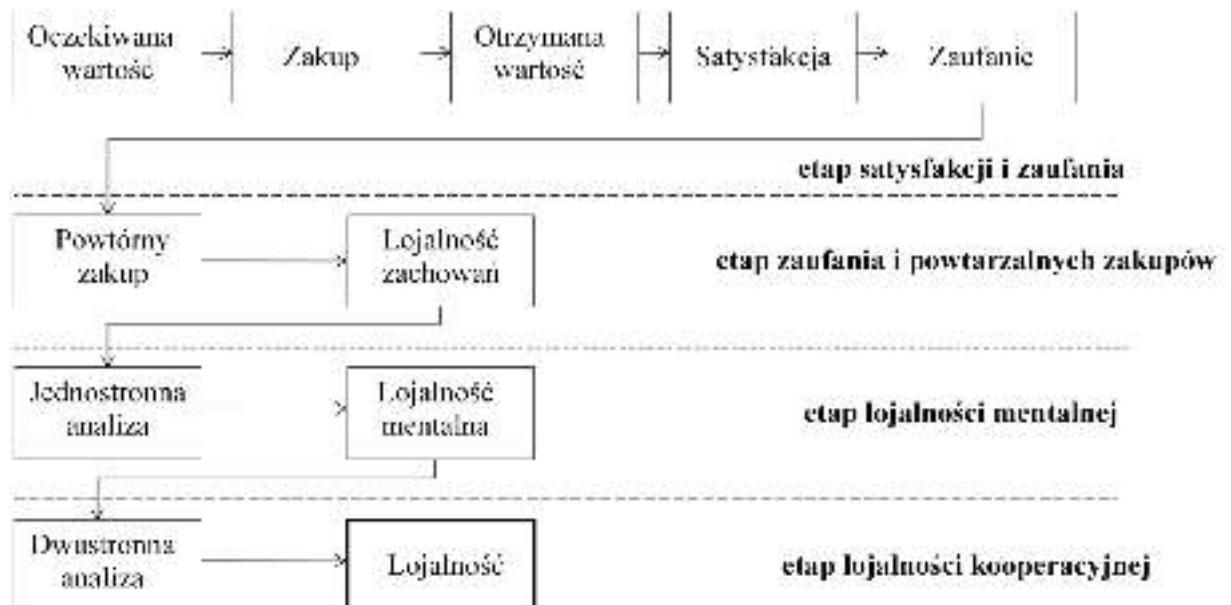 Oczekiwana
wartość
Zakup
Otrzymana
wartość
Satysfakcja
Zaufanie
etap satysfakcji i zaufania
Powtórny
zakup
Lojalność
zachowań
etap zaufania i powtarzalnych zakupów
Jednostronna
analiza
Lojalność
mentalna
etap lojalności mentalnej
Dwustronna
analiza
Lojalność
etap lojalności kooperacyjnej